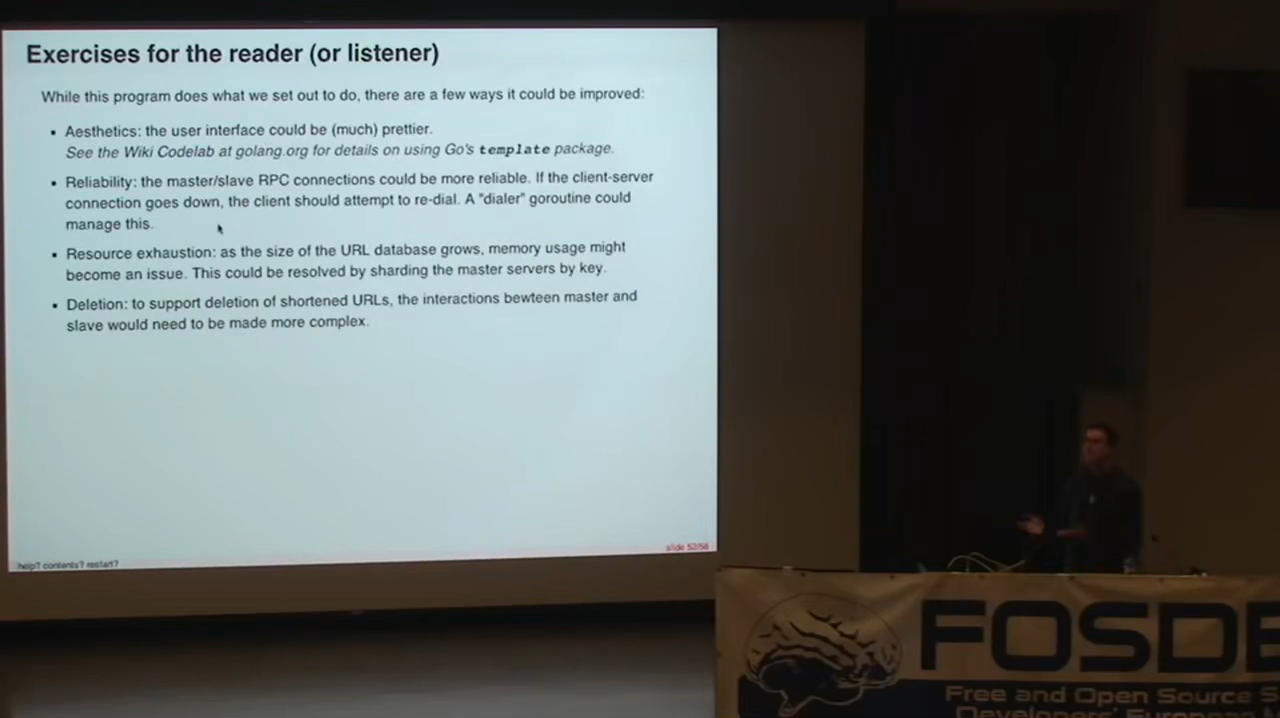 Exercises for the reader (or listener)
While this program does what we set out to do, there are a few ways it could be improved:
▪ Aesthetics: the user interface could be (much) prettier.
See the Wiki Codelab at golang.org for details on using Go's template package.
▪ Reliability: the master/slave RPC connections could be more reliable. If the client-server
connection goes down, the client should attempt to re-dial. A "dialer" goroutine could
manage this.
▪ Resource exhaustion: as the size of the URL database grows, memory usage might
become an issue. This could be resolved by sharding the master servers by key.
▪ Deletion: to support deletion of shortened URLs, the interactions bewteen master and
slave would need to be made more complex.
slide 52/58
help? contents? restart?
FOSDE
Free and Open Source S
Developers' European M